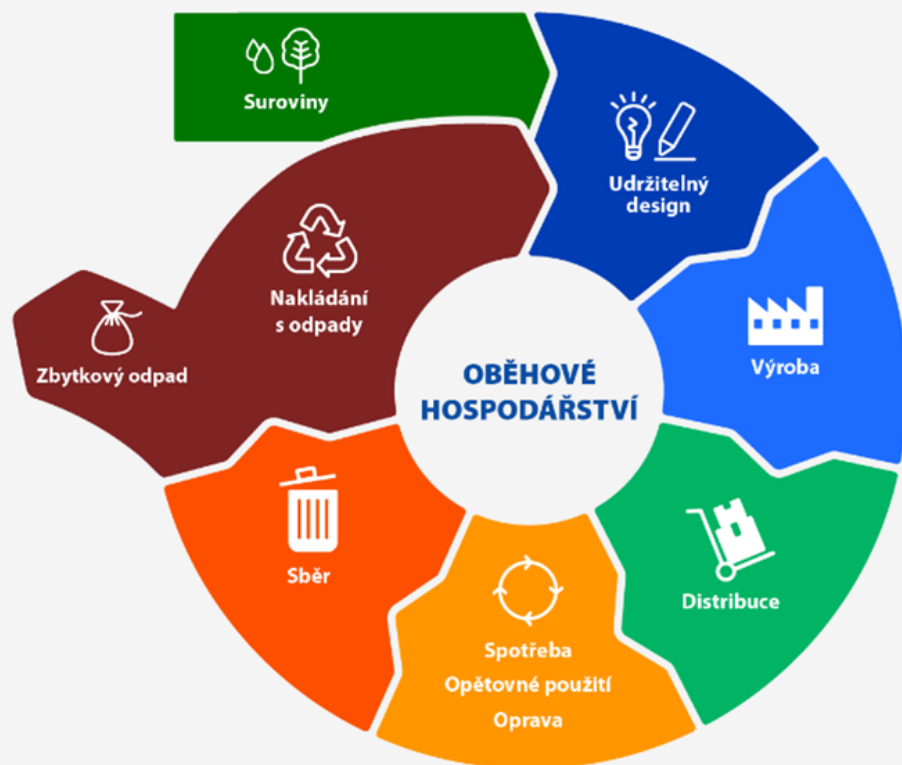 Suroviny
Udržitelný
design
Výroba
Distribuce
Spotřeba
Opětovné použití
Oprava
Sběr
Nakládání
s odpady
Zbytkový odpad
OBĚHOVÉ
HOSPODÁŘSTVÍ